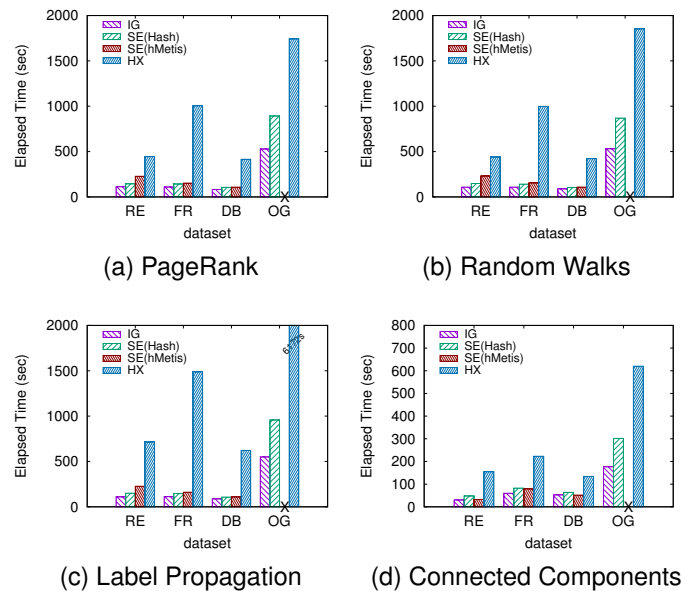 2000
1500
1000
500
0
Elapsed Time (sec)
IG
SE(Hash)
SE(hMetis)
HX
X
RE FR DB OG
dataset
(a) PageRank
2000
1500
1000
500
0
Elapsed Time (sec)
IG
SE(Hash)
SE(hMetis)
HX
X
RE FR DB OG
dataset
(b) Random Walks
2000
1500
1000
500
0
Elapsed Time (sec)
IG
SE(Hash)
SE(hMetis)
HX
X
RE FR DB OG
dataset
(c) Label Propagation
800
700
600
500
400
300
200
100
0
Elapsed Time (sec)
IG
SE(Hash)
SE(hMetis)
HX
X
RE FR DB OG
dataset
(d) Connected Components